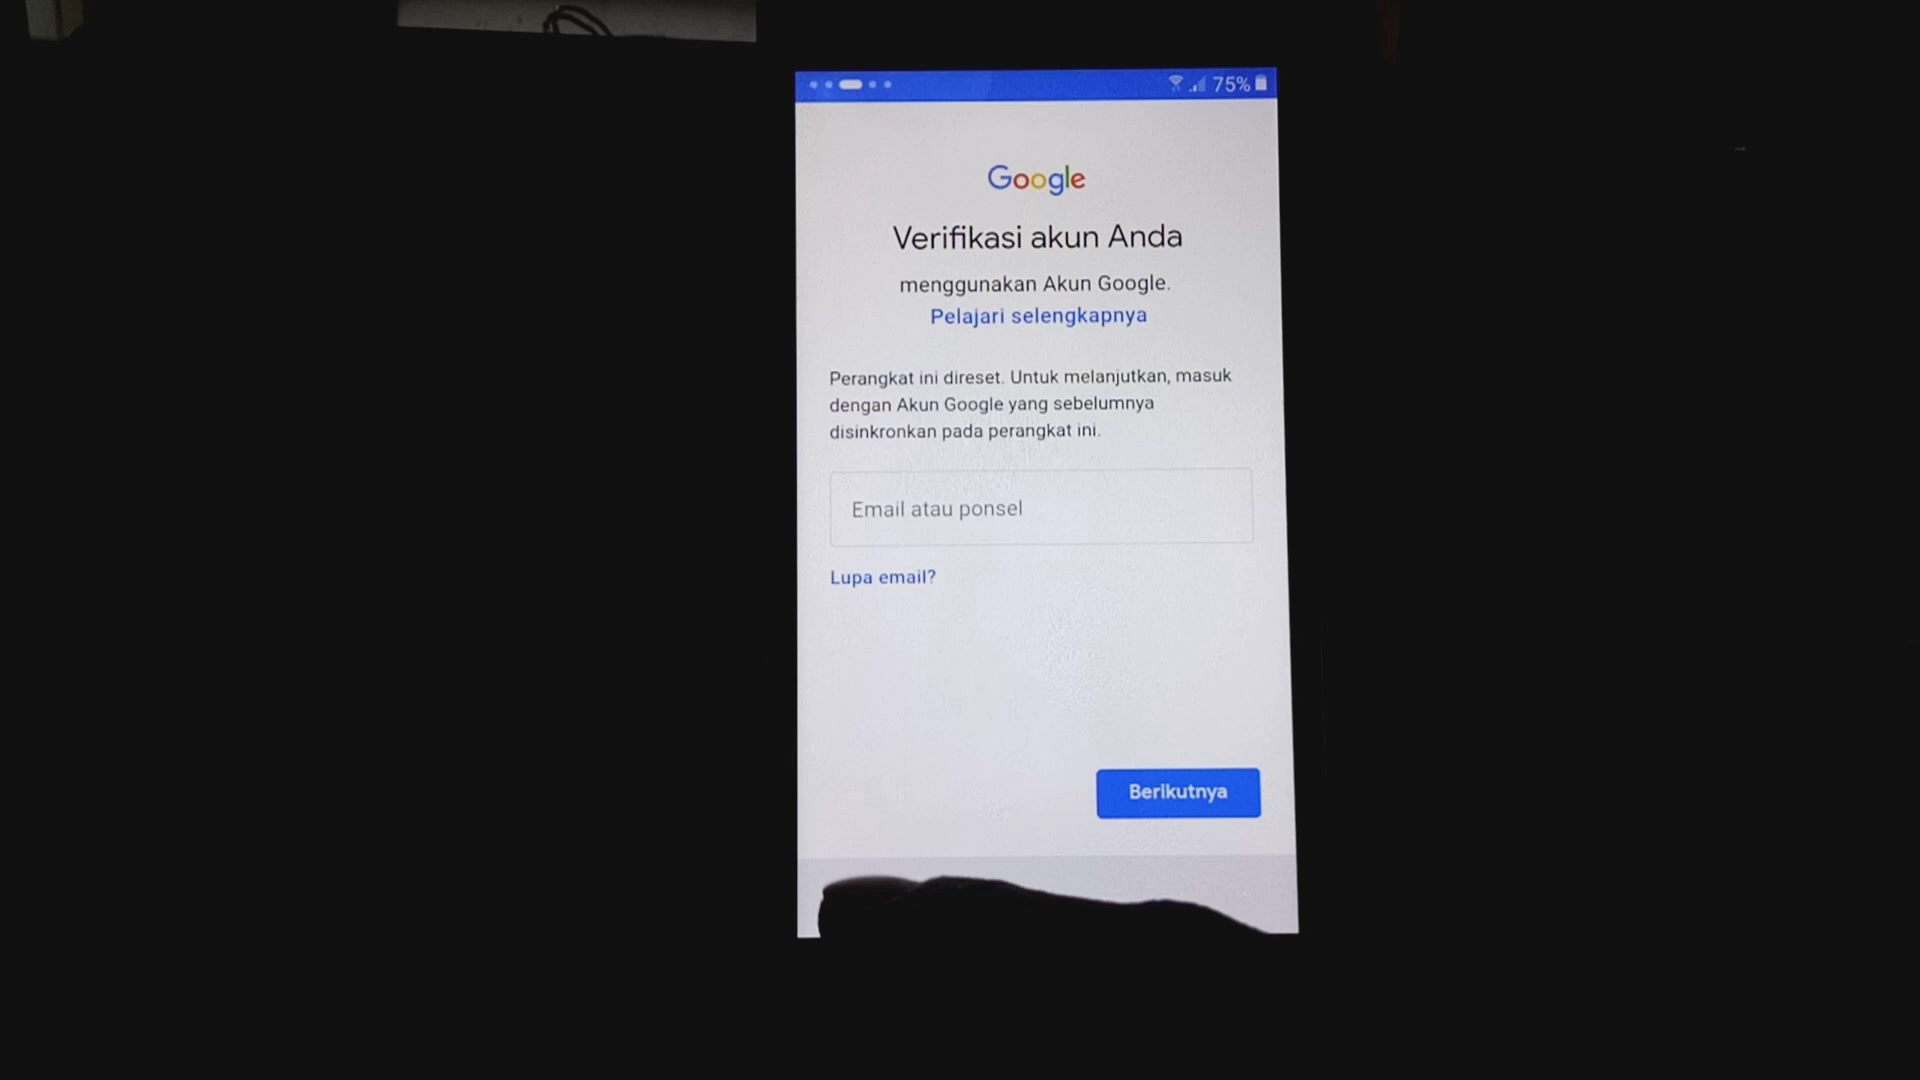 75%
Google
Verifikasi akun Anda
menggunakan Akun Google.
Pelajari selengkapnya
Perangkat ini direset. Untuk melanjutkan, masuk
dengan Akun Google yang sebelumnya
disinkronkan pada perangkat ini.
Email atau ponsel
Lupa email?
Berikutnya